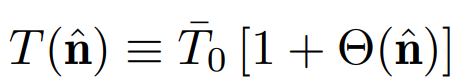 T(n̂) ≡ T̄₀ [1 + Θ(n̂)]